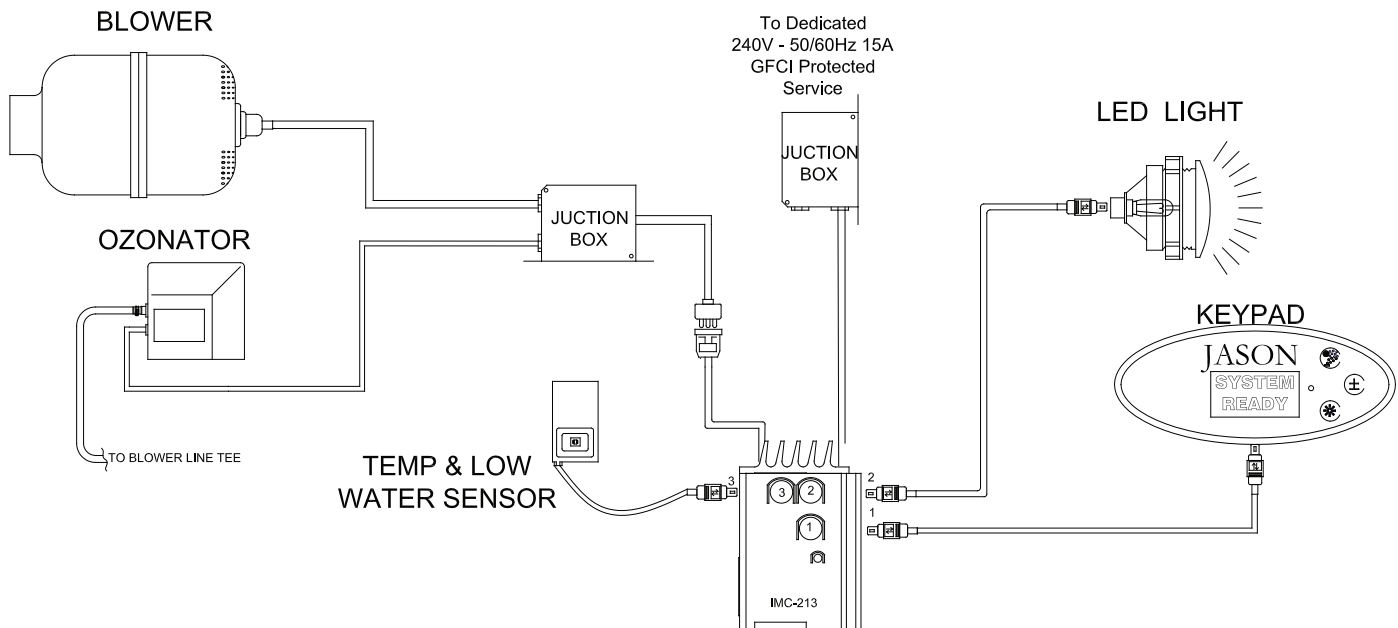 BLOWER
To Dedicated
240V - 50/60Hz 15A
GFCI Protected
Service
LED LIGHT
JUCTION
BOX
JUCTION
BOX
OZONATOR
KEYPAD
JASON
SYSTEM
READY
±
TO BLOWER LINE TEE
TEMP & LOW
WATER SENSOR
3
3
2
2
1
1
IMC-213